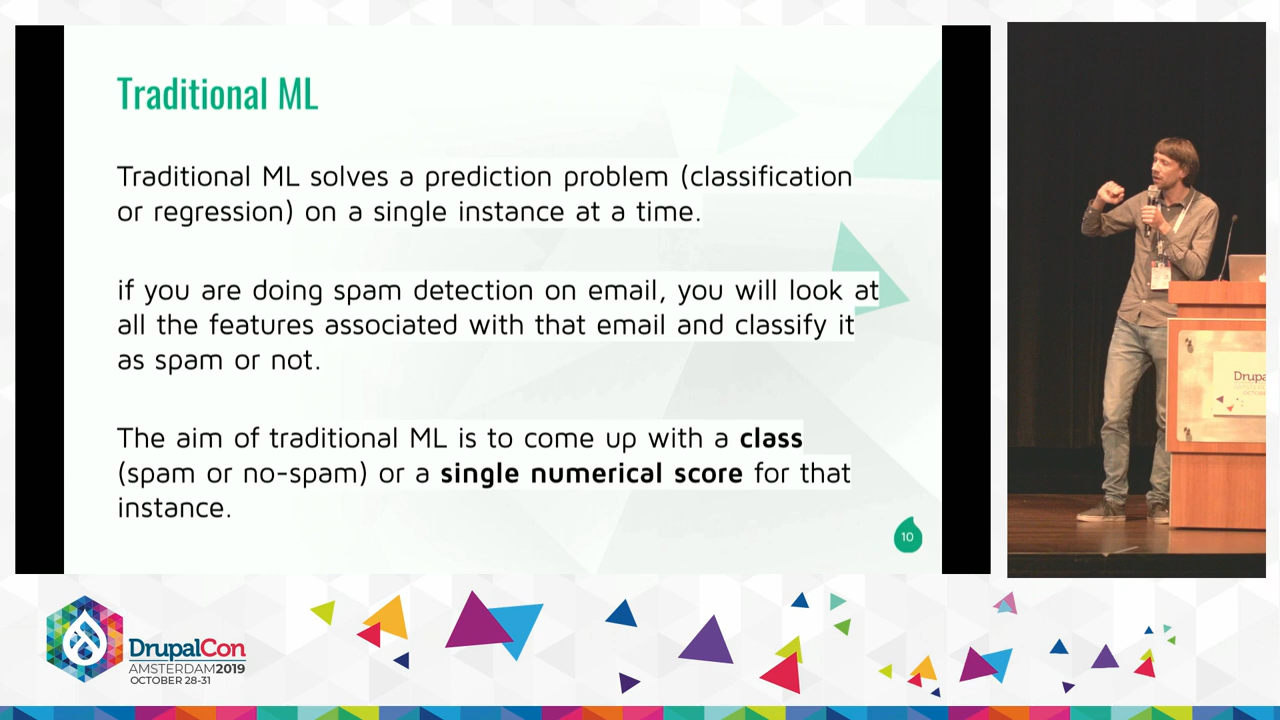 Traditional ML
Traditional ML solves a prediction problem (classification
or regression) on a single instance at a time.
if you are doing spam detection on email, you will look at
all the features associated with that email and classify it
as spam or not.
The aim of traditional ML is to come up with a class
(spam or no-spam) or a single numerical score for that
instance.
10
DrupalCon
AMSTERDAM2019
OCTOBER 28-31
Drupa